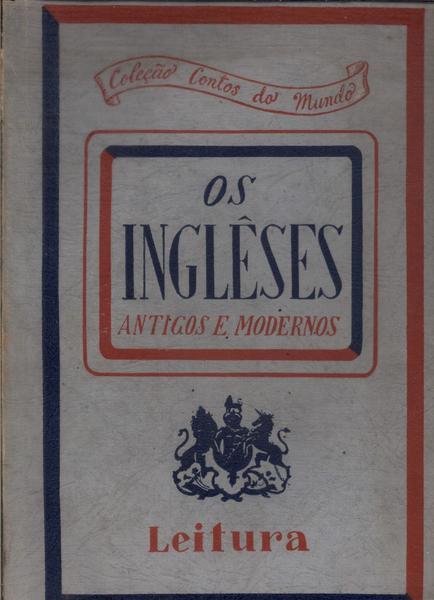 Coleção Contos do Mundo
OS
INGLÊSES
ANTIGOS E MODERNOS
Leitura